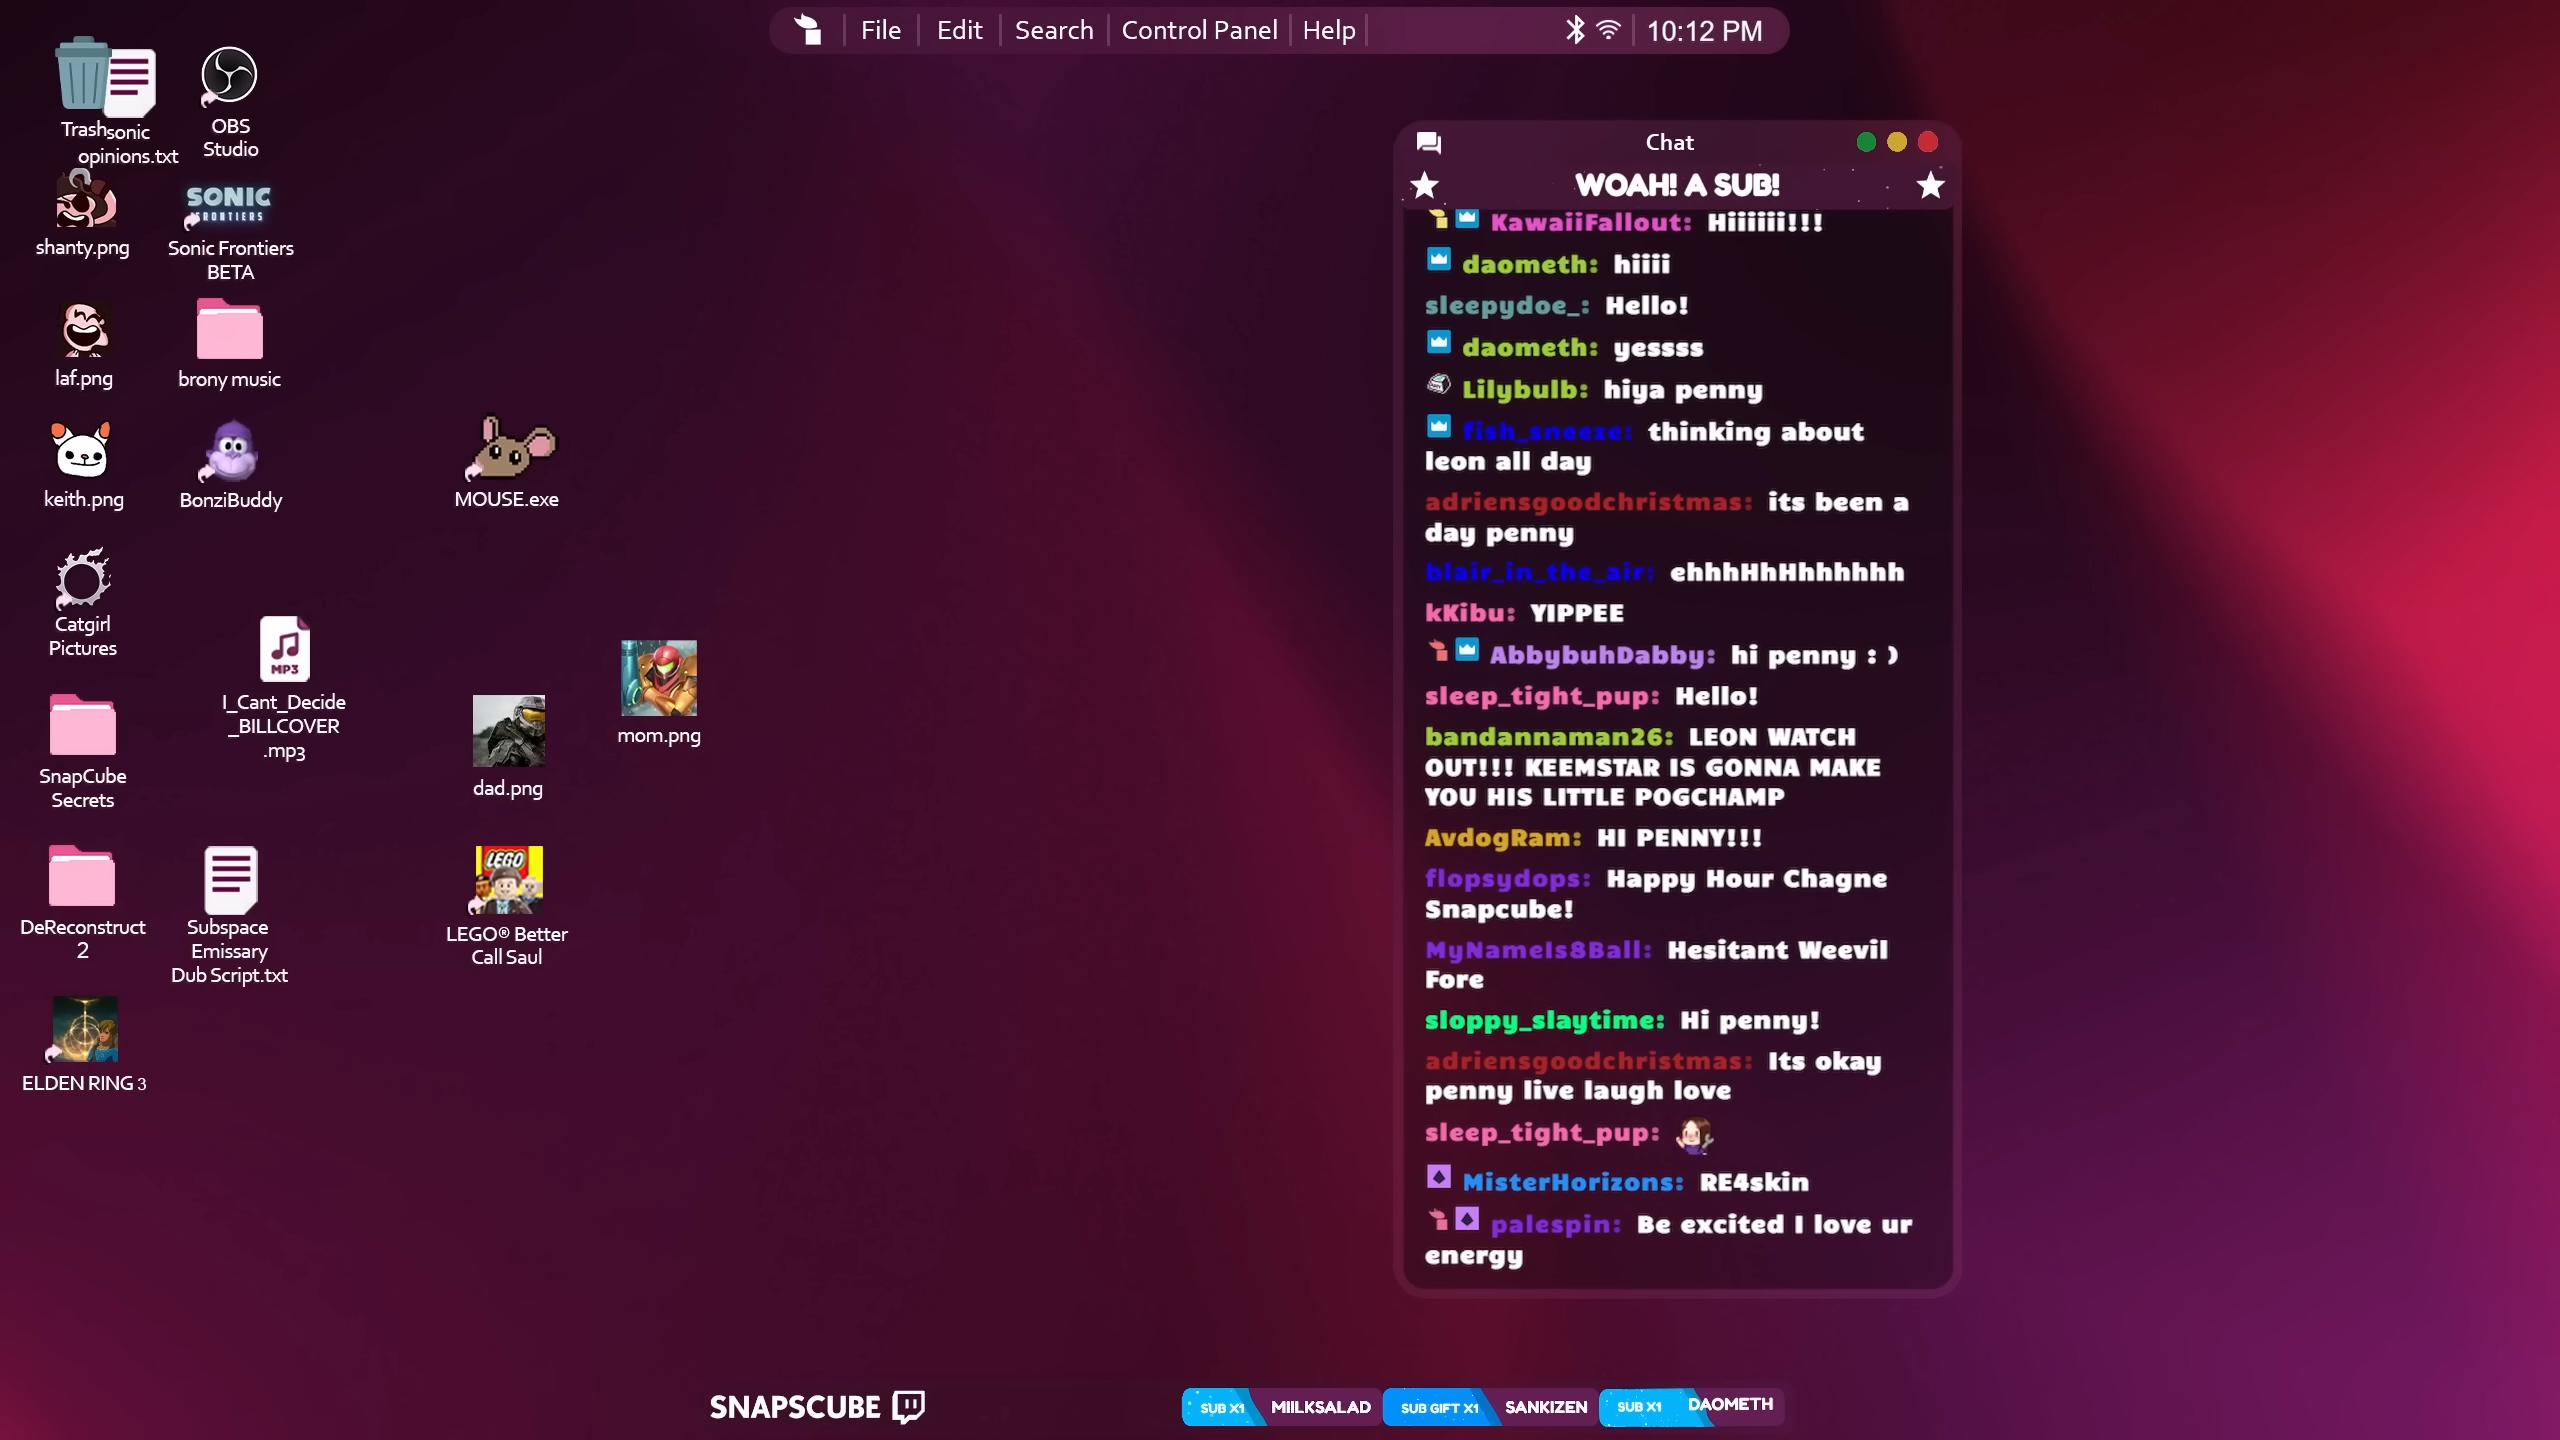 File
Edit
Search
Control Panel
Help
10:12 PM
Trash
sonic
opinions.txt
OBS
Studio
shanty.png
SONIC
FRONTIERS
Sonic Frontiers
BETA
laf.png
brony music
keith.png
BonziBuddy
MOUSE.exe
Catgirl
Pictures
MP3
I_Cant_Decide
_BILLCOVER
.mp3
mom.png
dad.png
SnapCube
Secrets
DeReconstruct
2
Subspace
Emissary
Dub Script.txt
LEGO
LEGO® Better
Call Saul
ELDEN RING 3
Chat
WOAH! A SUB!
KawaiiFallout: Hiiiiiii!!!
daometh: hiiii
sleepydoe_: Hello!
daometh: yessss
Lilybulb: hiya penny
fish_sneeze: thinking about
leon all day
adriensgoodchristmas: its been a
day penny
blair_in_the_air: ehhhHhHhhhhhh
kKibu: YIPPEE
AbbybuhDabby: hi penny : )
sleep_tight_pup: Hello!
bandannaman26: LEON WATCH
OUT!!! KEEMSTAR IS GONNA MAKE
YOU HIS LITTLE POGCHAMP
AvdogRam: HI PENNY!!!
flopsydops: Happy Hour Chagne
Snapcube!
MyNameIs8Ball: Hesitant Weevil
Fore
sloppy_slaytime: Hi penny!
adriensgoodchristmas: Its okay
penny live laugh love
sleep_tight_pup:
MisterHorizons: RE4skin
palespin: Be excited I love ur
energy
SNAPSCUBE
SUB X1 MIILKSALAD
SUB GIFT X1 SANKIZEN
SUB X1 DAOMETH